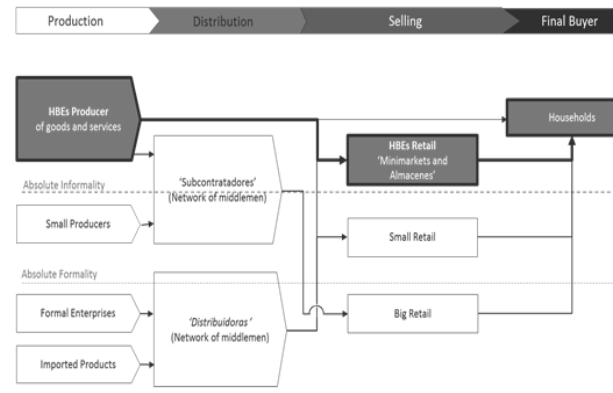 Production
Distribution
Selling
Final Buyer
HBEs Producer
of goods and services
Households
HBEs Retail
'Minimarkets and
Almacenes'
'Subcontratadores'
(Network of middlemen)
Absolute Informality
Small Producers
Small Retail
Absolute Formality
Formal Enterprises
'Distribuidoras'
(Network of middlemen)
Big Retail
Imported Products